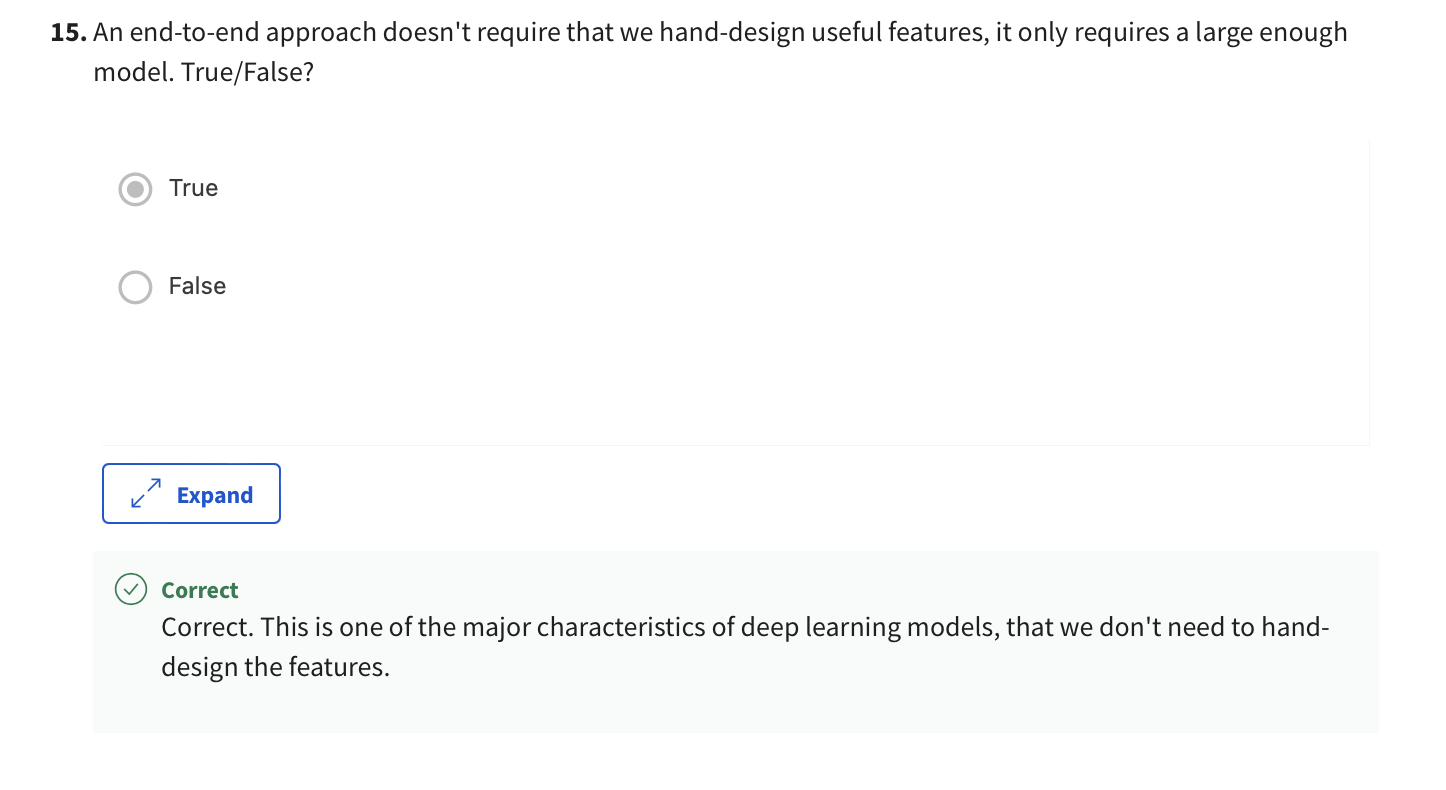 15. An end-to-end approach doesn't require that we hand-design useful features, it only requires a large enough
model. True/False?
True
False
Expand
Correct
Correct. This is one of the major characteristics of deep learning models, that we don't need to hand-
design the features.